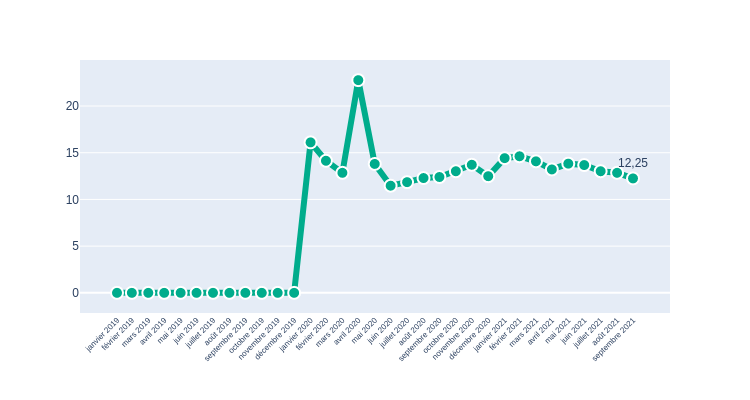 20
15
10
5
0
12,25
janvier 2019
février 2019
mars 2019
avril 2019
mai 2019
juin 2019
juillet 2019
août 2019
septembre 2019
octobre 2019
novembre 2019
décembre 2019
janvier 2020
février 2020
mars 2020
avril 2020
mai 2020
juin 2020
juillet 2020
août 2020
septembre 2020
octobre 2020
novembre 2020
décembre 2020
janvier 2021
février 2021
mars 2021
avril 2021
mai 2021
juin 2021
juillet 2021
août 2021
septembre 2021